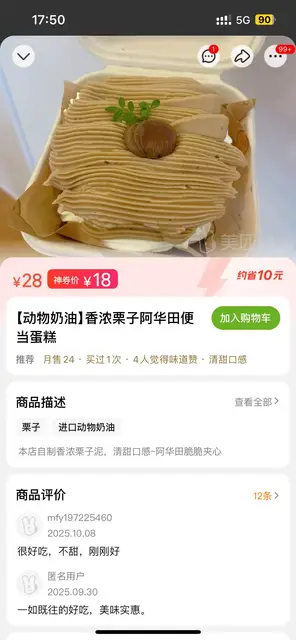 17:50
5G
90
1
99+
美团
¥28
神券价 ¥18
约省10元
【动物奶油】香浓栗子阿华田便
当蛋糕
加入购物车
推荐 月售24 · 买过1次 · 4人觉得味道赞 · 清甜口感
商品描述
查看全部
栗子
进口动物奶油
本店自制香浓栗子泥，清甜口感~阿华田脆脆夹心
商品评价
12条
mfy197225460
2025.10.08
很好吃，不甜，刚刚好
匿名用户
2025.09.30
一如既往的好吃，美味实惠。